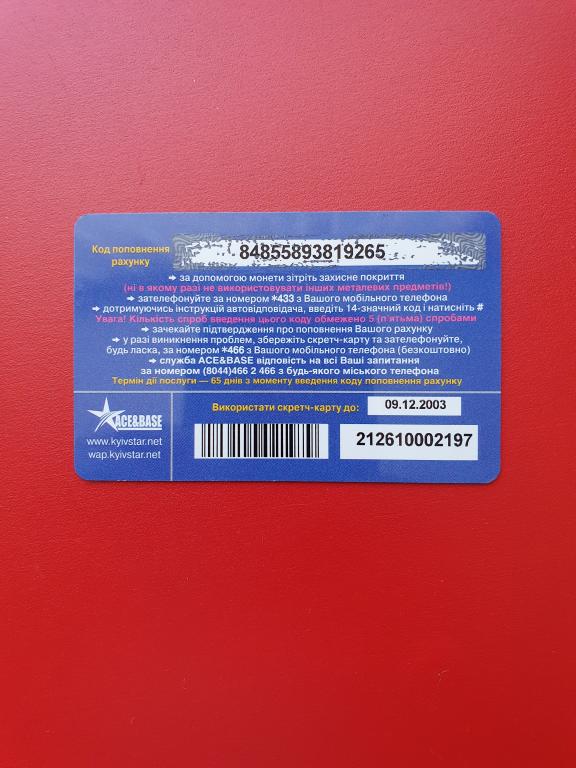 Код поповнення
рахунку
84855893819265
➔ за допомогою монети зітріть захисне покриття
(ні в якому разі не використовувати інших металевих предметів!)
➔ зателефонуйте за номером *433 з Вашого мобільного телефона
➔ дотримуючись інструкцій автовідповідача, введіть 14-значний код і натисніть #
Увага! Кількість спроб введення цього коду обмежено 5 (п'ятьма) спробами
➔ зачекайте підтвердження про поповнення Вашого рахунку
➔ у разі виникнення проблем, збережіть скретч-карту та зателефонуйте,
будь ласка, за номером *466 з Вашого мобільного телефона (безкоштовно)
➔ служба ACE&BASE відповість на всі Ваші запитання
за номером (8044)466 2 466 з будь-якого міського телефона
Термін дії послуги — 65 днів з моменту введення коду поповнення рахунку
ACE&BASE
www.kyivstar.net
wap.kyivstar.net
Використати скретч-карту до: 09.12.2003
212610002197